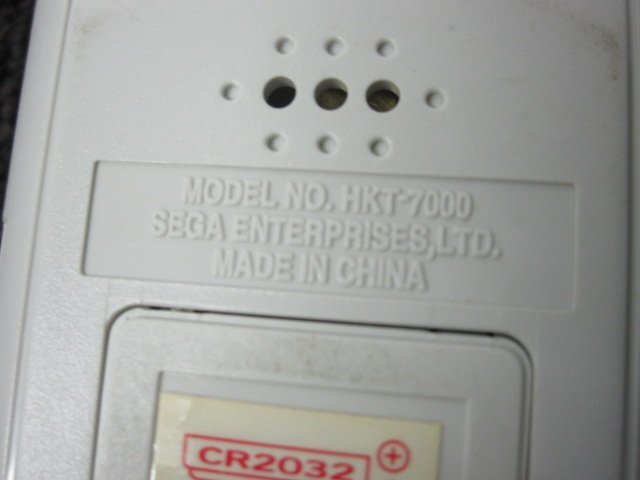 MODEL NO. HKT-7000
SEGA ENTERPRISES,LTD.
MADE IN CHINA
CR2032 +